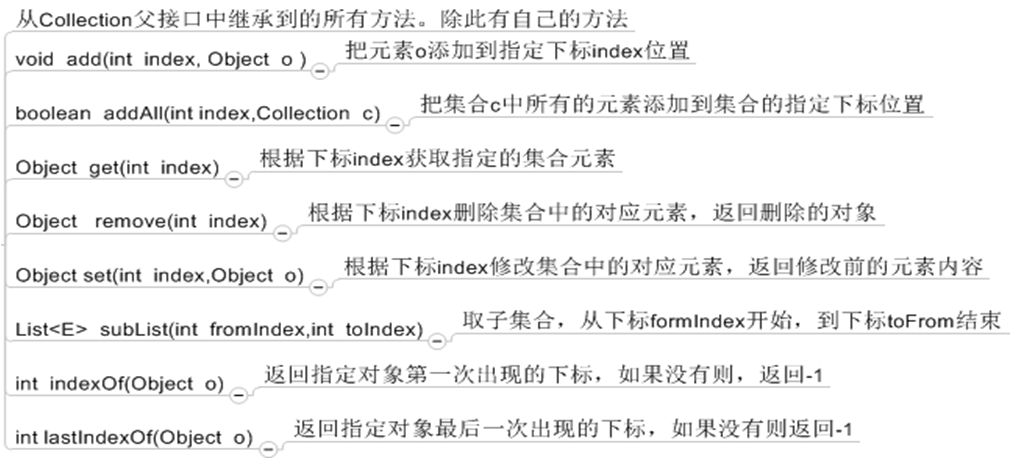 从Collection父接口中继承到的所有方法。除此有自己的方法
void add(int index, Object o ) 把元素o添加到指定下标index位置
boolean addAll(int index,Collection c) 把集合c中所有的元素添加到集合的指定下标位置
Object get(int index) 根据下标index获取指定的集合元素
Object remove(int index) 根据下标index删除集合中的对应元素，返回删除的对象
Object set(int index,Object o) 根据下标index修改集合中的对应元素，返回修改前的元素内容
List<E> subList(int fromIndex,int toIndex) 取子集合，从下标formIndex开始，到下标toFrom结束
int indexOf(Object o) 返回指定对象第一次出现的下标，如果没有则，返回-1
int lastIndexOf(Object o) 返回指定对象最后一次出现的下标，如果没有则返回-1